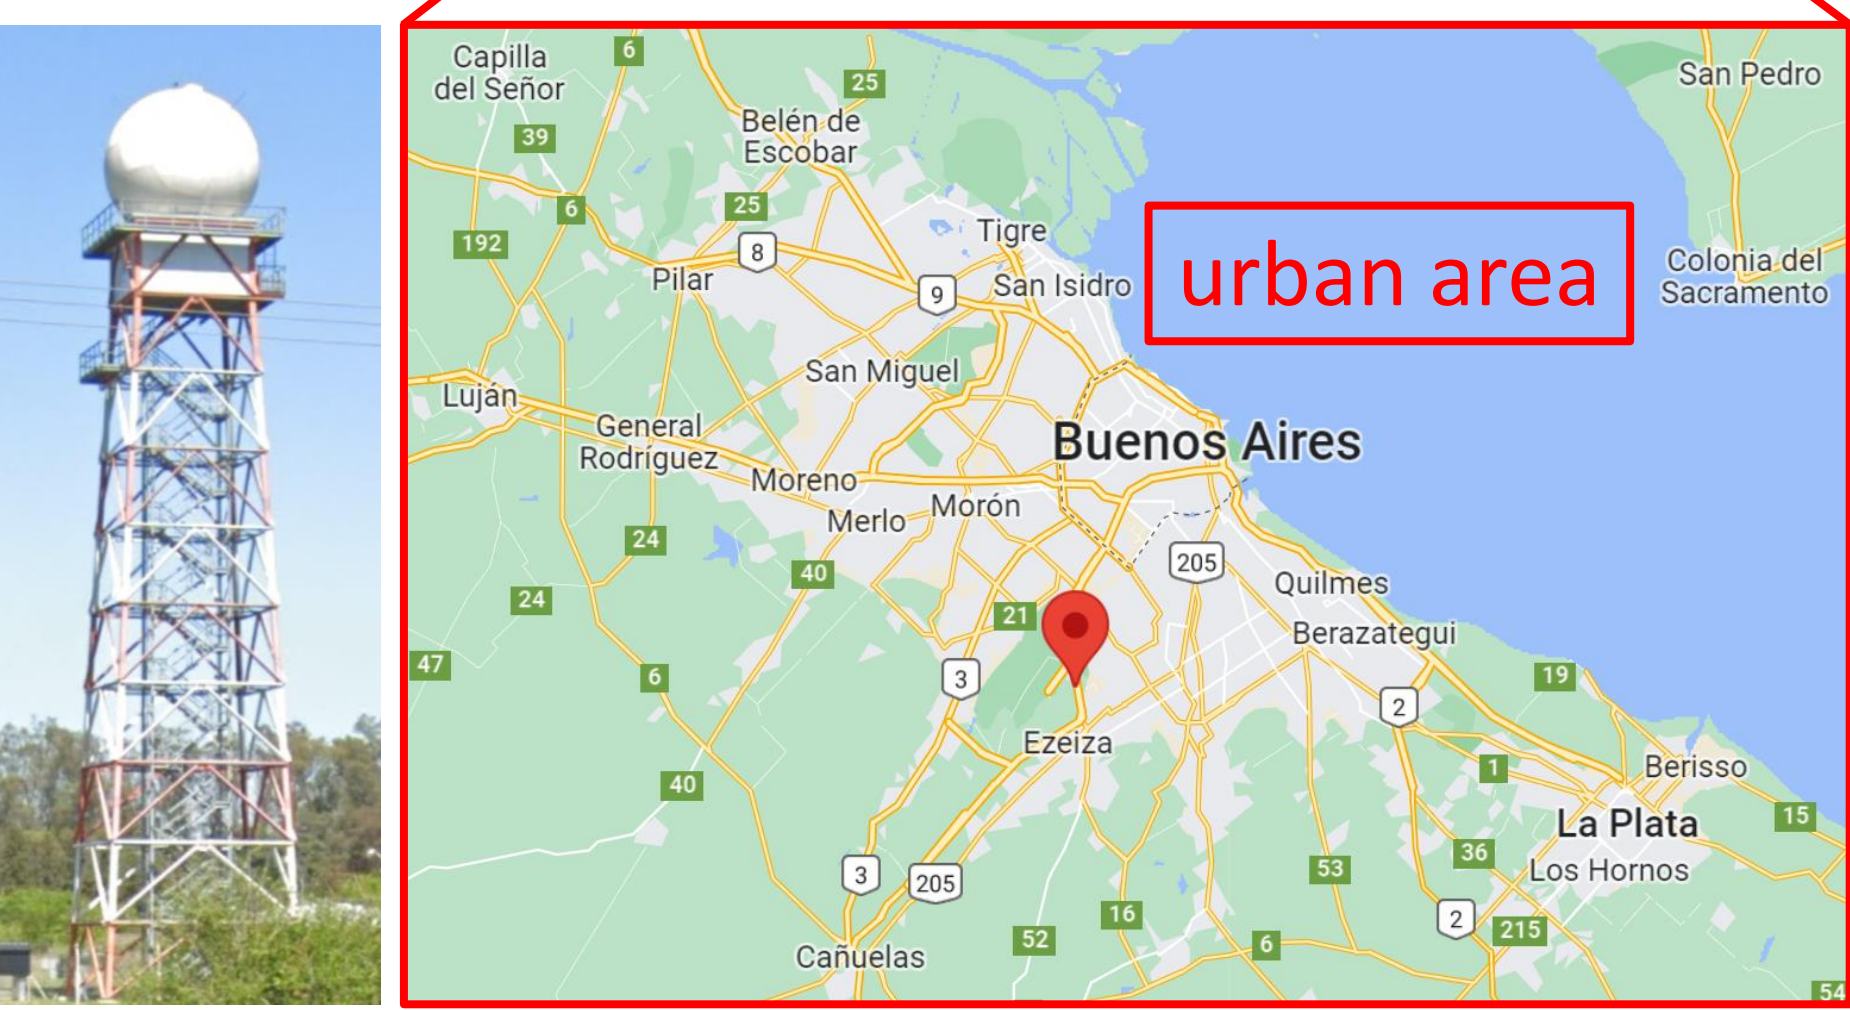 Capilla
del Señor
6
25
San Pedro
39
Belén de
Escobar
6
25
192
8
Tigre
urban area
Colonia del
Sacramento
Pilar
9
San Isidro
San Miguel
Luján
General
Rodríguez
Buenos Aires
Moreno
Merlo
Morón
24
40
205
Quilmes
24
21
Berazategui
47
6
3
19
2
Ezeiza
40
1
Berisso
La Plata
15
3
205
53
36
Los Hornos
16
52
6
2
215
Cañuelas
54